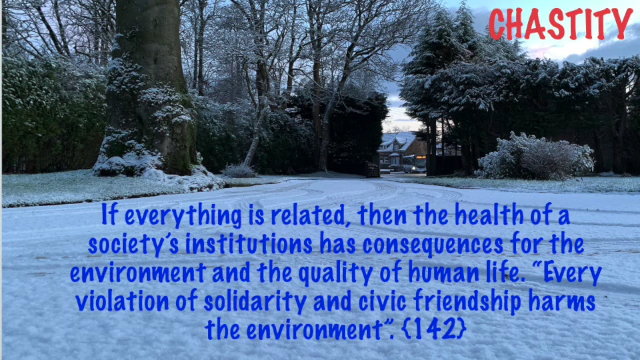 CHASTITY
If everything is related, then the health of a
society's institutions has consequences for the
environment and the quality of human life. "Every
violation of solidarity and civic friendship harms
the environment". {142}